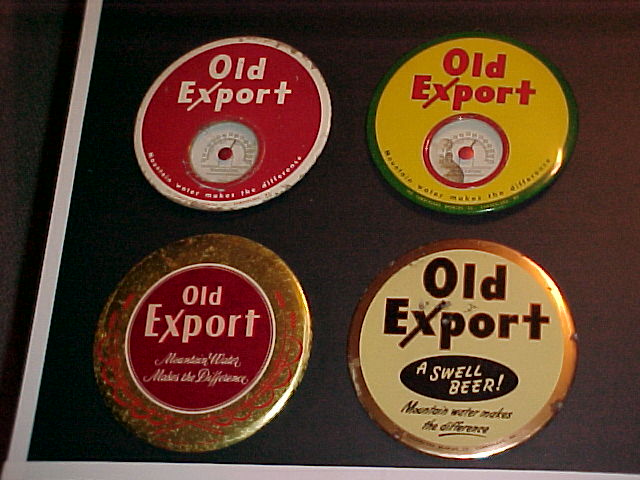 Old
Export
Mountain water makes the difference
Old
Export
Mountain water makes the difference
Old
Export
Mountain Water
Makes the Difference
Old
Export
A SWELL
BEER!
Mountain water makes
the difference